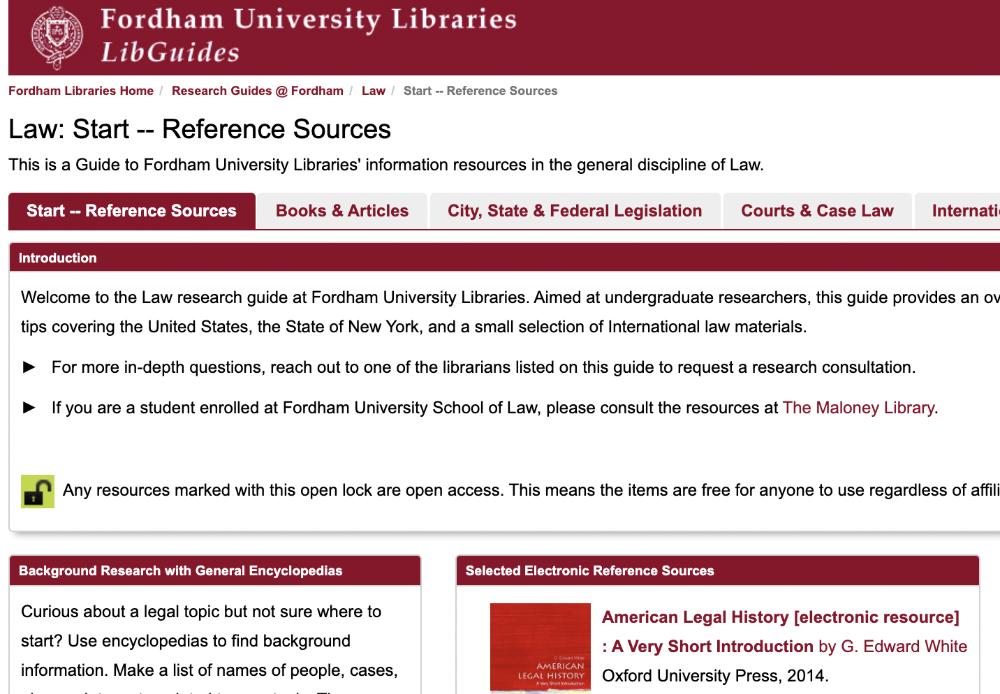 Fordham University Libraries
LibGuides
Fordham Libraries Home / Research Guides @ Fordham / Law / Start -- Reference Sources
Law: Start -- Reference Sources
This is a Guide to Fordham University Libraries' information resources in the general discipline of Law.
Start -- Reference Sources Books & Articles City, State & Federal Legislation Courts & Case Law Internati
Introduction
Welcome to the Law research guide at Fordham University Libraries. Aimed at undergraduate researchers, this guide provides an ov
tips covering the United States, the State of New York, and a small selection of International law materials.
► For more in-depth questions, reach out to one of the librarians listed on this guide to request a research consultation.
► If you are a student enrolled at Fordham University School of Law, please consult the resources at The Maloney Library.
Any resources marked with this open lock are open access. This means the items are free for anyone to use regardless of affili
Background Research with General Encyclopedias
Curious about a legal topic but not sure where to
start? Use encyclopedias to find background
information. Make a list of names of people, cases,
Selected Electronic Reference Sources
G. Edward White
AMERICAN
LEGAL HISTORY
A Very Short Introduction
American Legal History [electronic resource]
: A Very Short Introduction by G. Edward White
Oxford University Press, 2014.